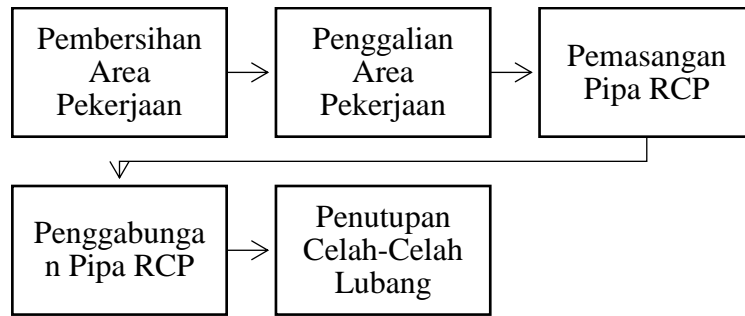 Pembersihan
Area
Pekerjaan
Penggalian
Area
Pekerjaan
Pemasangan
Pipa RCP
Penggabunga
n Pipa RCP
Penutupan
Celah-Celah
Lubang